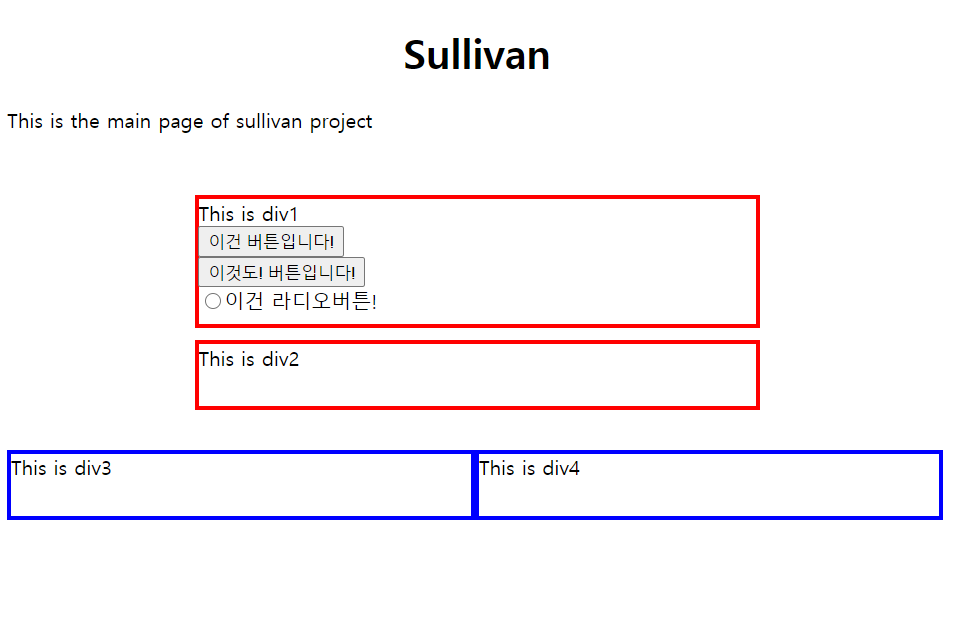 Sullivan
This is the main page of sullivan project
This is div1
이건 버튼입니다!
이것도! 버튼입니다!
이건 라디오버튼!
This is div2
This is div3
This is div4